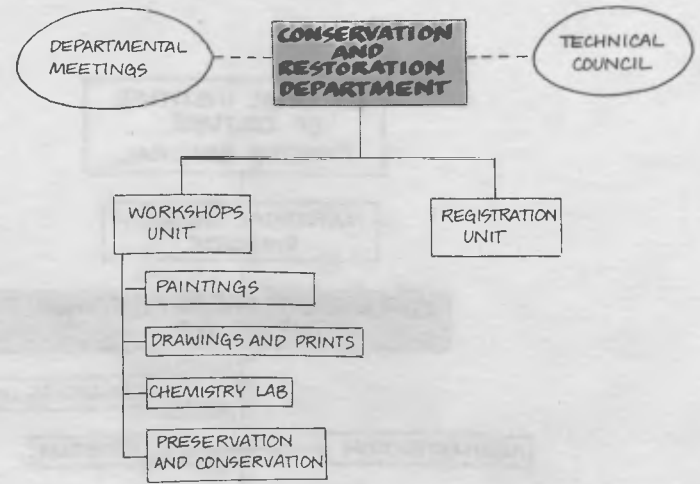 DEPARTMENTAL
MEETINGS
CONSERVATION
AND
RESTORATION
DEPARTMENT
TECHNICAL
COUNCIL
WORKSHOPS
UNIT
REGISTRATION
UNIT
PAINTINGS
DRAWINGS AND PRINTS
CHEMISTRY LAB
PRESERVATION
AND CONSERVATION